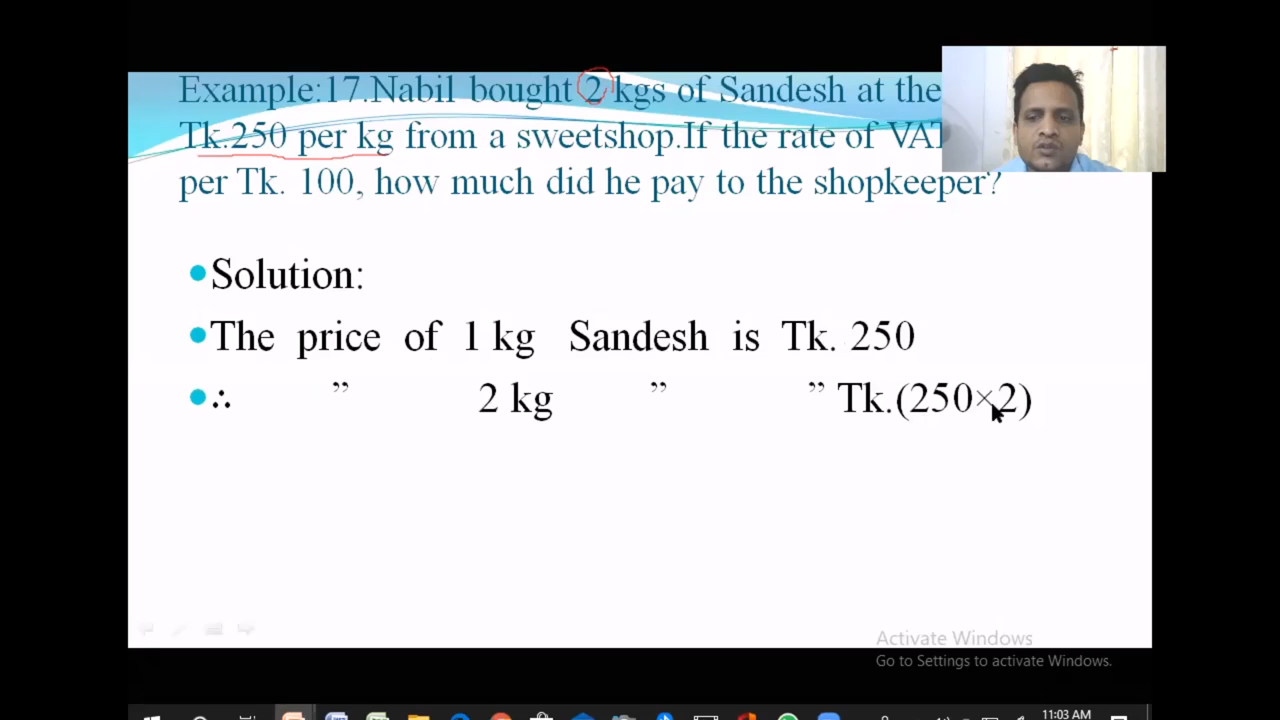 Example:17.Nabil bought 2 kgs of Sandesh at the
Tk.250 per kg from a sweetshop.If the rate of VAT
per Tk. 100, how much did he pay to the shopkeeper?
Solution:
The price of 1 kg Sandesh is Tk. 250
∴ ” 2 kg ” ” Tk.(250×2)
Activate Windows
Go to Settings to activate Windows.
11:03 AM